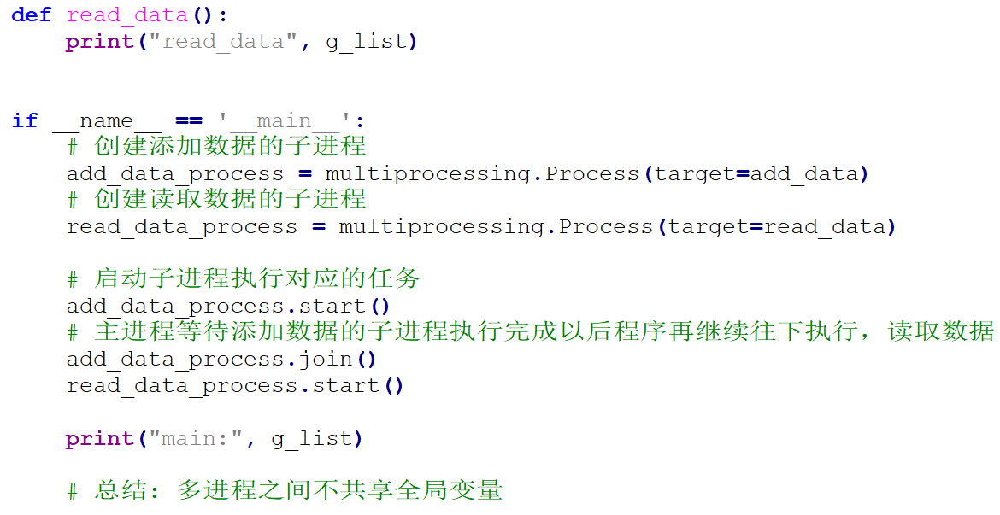 def read_data():
    print("read_data", g_list)
if __name__ == '__main__':
    # 创建添加数据的子进程
    add_data_process = multiprocessing.Process(target=add_data)
    # 创建读取数据的子进程
    read_data_process = multiprocessing.Process(target=read_data)
    # 启动子进程执行对应的任务
    add_data_process.start()
    # 主进程等待添加数据的子进程执行完成以后程序再继续往下执行，读取数据
    add_data_process.join()
    read_data_process.start()
    print("main:", g_list)
    # 总结：多进程之间不共享全局变量